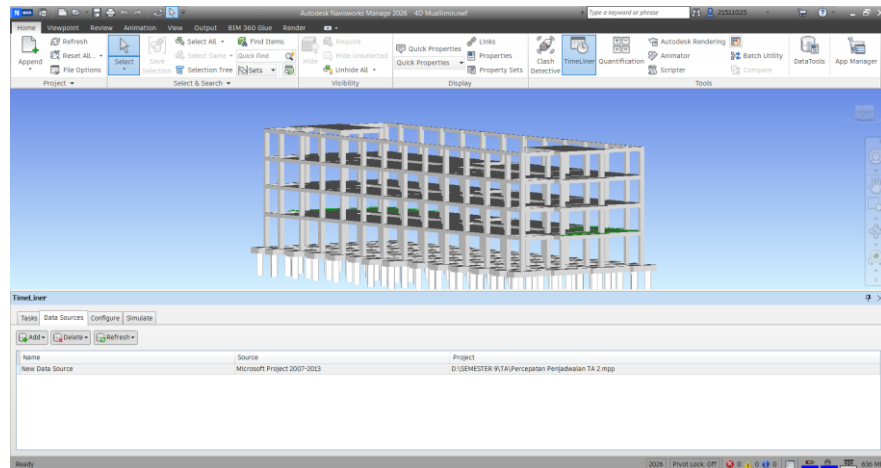 Autodesk Navisworks Manage 2026 4D Muallimin.nwf
Type a keyword or phrase
21511025
Home Viewpoint Review Animation View Output BIM 360 Glue Render
Append
Refresh
Reset All...
File Options
Project
Select
Save Selection
Select All
Select Same
Selection Tree
Find Items
Quick Find
Sets
Select & Search
Hide
Require
Hide Unselected
Unhide All
Visibility
Quick Properties
Quick Properties
Links
Properties
Property Sets
Display
Clash Detective
TimeLiner
Quantification
Autodesk Rendering
Animator
Scripter
Batch Utility
Compare
Tools
DataTools
App Manager
TimeLiner
Tasks Data Sources Configure Simulate
Add Delete Refresh
Name Source Project
New Data Source Microsoft Project 2007-2013 D:\SEMESTER 9\TA\Percepatan Penjadwalan TA 2.mpp
Ready
2026 Pivot Lock: Off 0 0 0